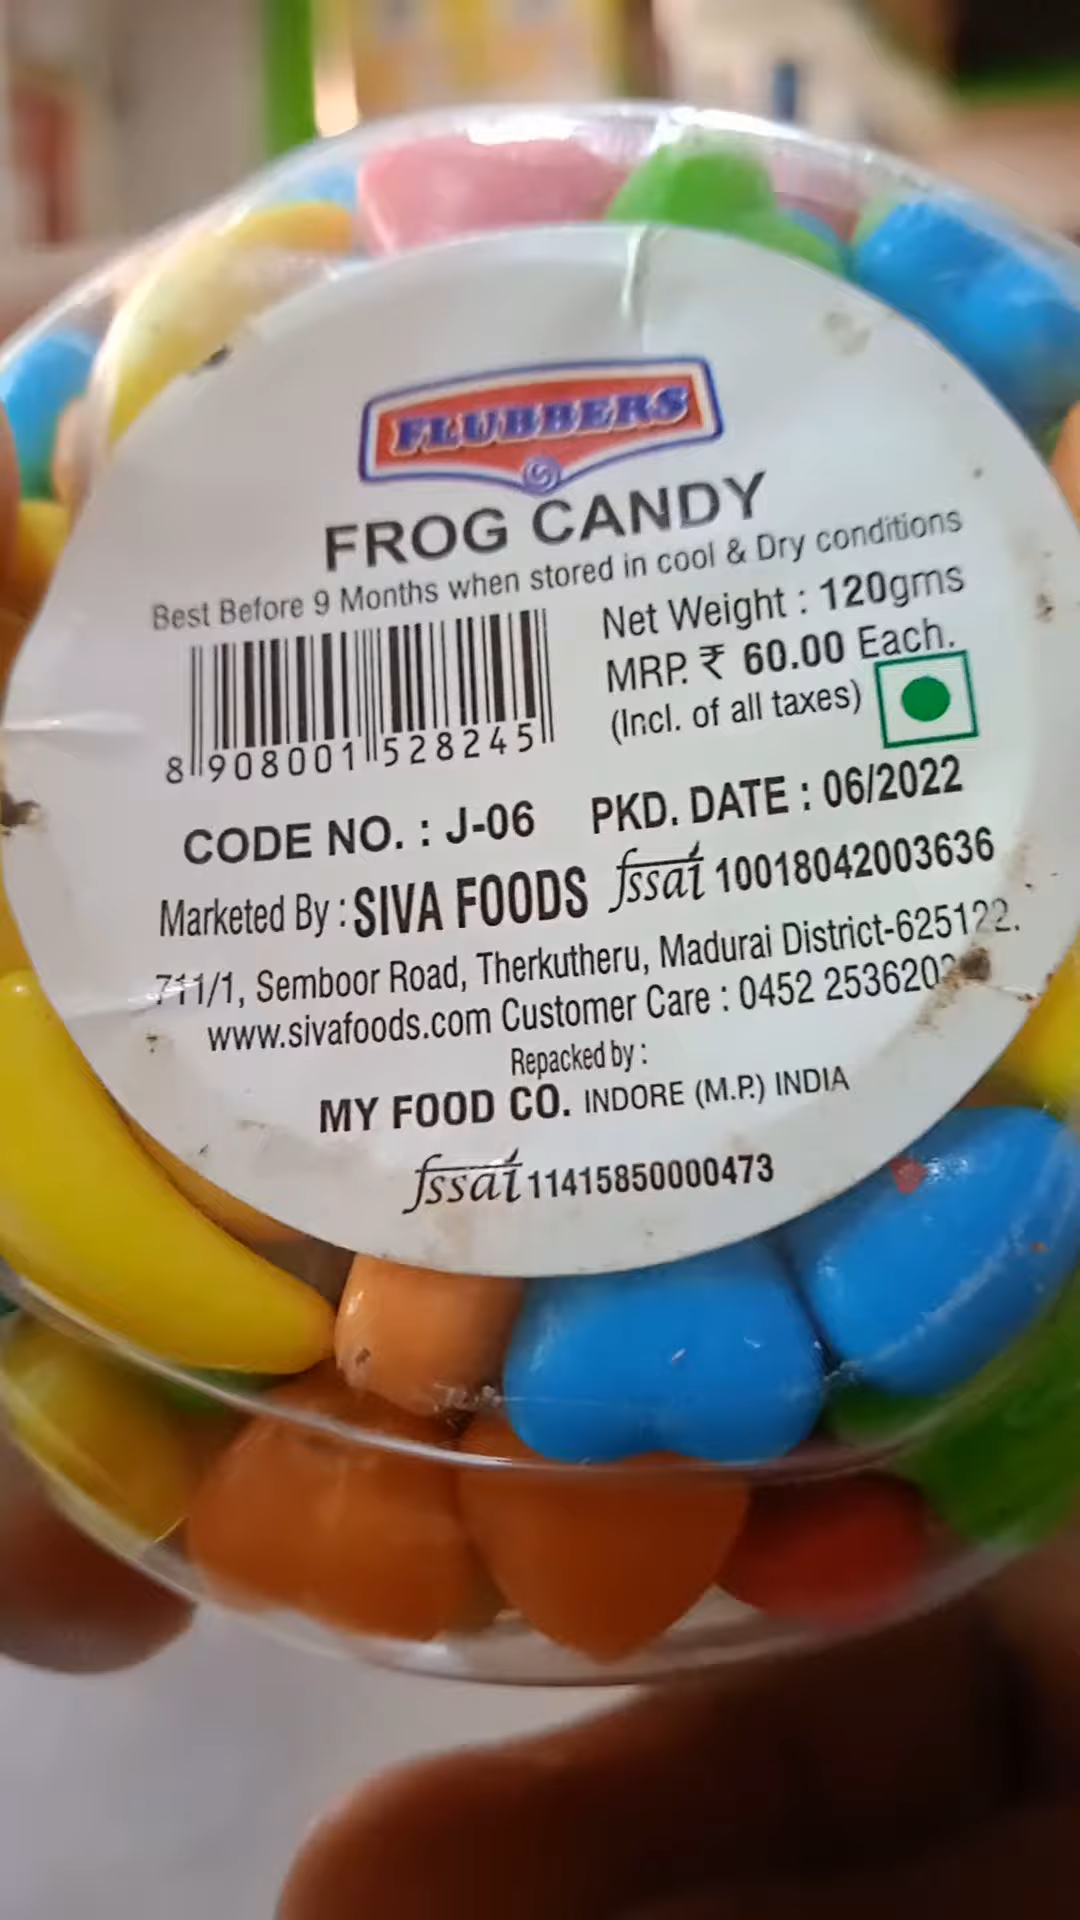 FLUBBERS
FROG CANDY
Best Before 9 Months when stored in cool & Dry conditions
Net Weight : 120gms
MRP. ₹ 60.00 Each.
(Incl. of all taxes)
8 908001 528245
CODE NO. : J-06 PKD. DATE : 06/2022
Marketed By : SIVA FOODS fssai 10018042003636
711/1, Semboor Road, Therkutheru, Madurai District-625122.
www.sivafoods.com Customer Care : 0452
Repacked by :
MY FOOD CO. INDORE (M.P.) INDIA
fssai 11415850000473